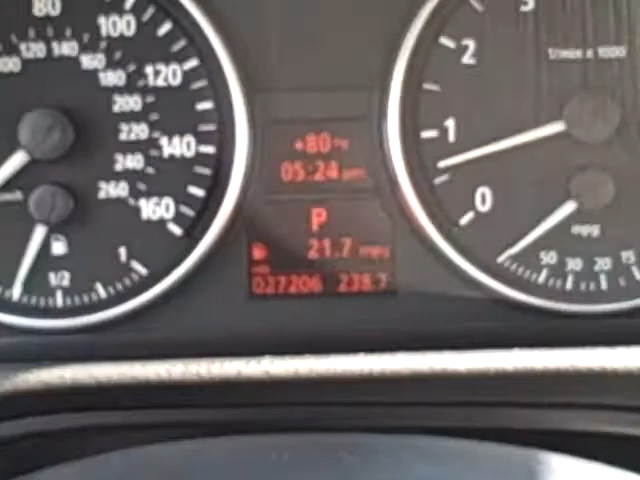 80
100
120
140
160
120 140
160
180
200
220
240
260
1/2
1
+80°F
05:24 pm
P
21.7 mpg
027206 238.7
3
2
1
0
1/min x 1000
mpg
50 30 20 15